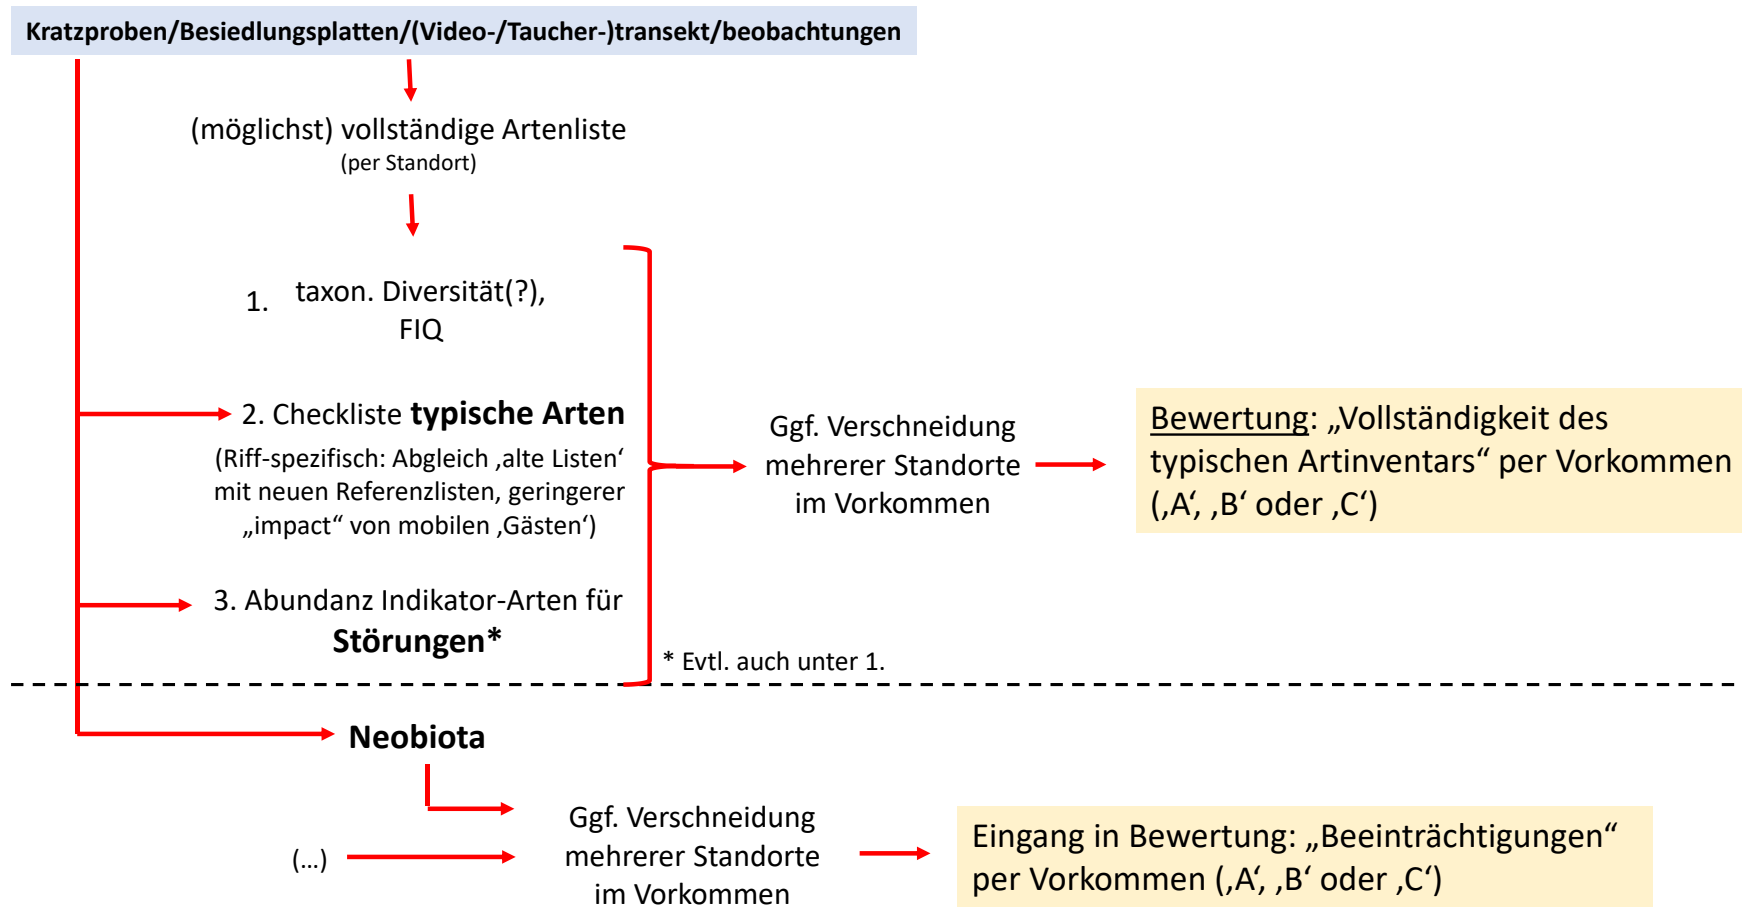 Kratzproben/Besiedlungsplatten/(Video-/Taucher-)transekt/beobachtungen
(möglichst) vollständige Artenliste
(per Standort)
1. taxon. Diversität(?),
FIQ
2. Checkliste typische Arten
(Riff-spezifisch: Abgleich ‚alte Listen‘
mit neuen Referenzlisten, geringerer
„impact“ von mobilen ‚Gästen‘)
3. Abundanz Indikator-Arten für
Störungen*
* Evtl. auch unter 1.
Ggf. Verschneidung
mehrerer Standorte
im Vorkommen
Bewertung: „Vollständigkeit des
typischen Artinventars“ per Vorkommen
(‚A‘, ‚B‘ oder ‚C‘)
Neobiota
(…)
Ggf. Verschneidung
mehrerer Standorte
im Vorkommen
Eingang in Bewertung: „Beeinträchtigungen“
per Vorkommen (‚A‘, ‚B‘ oder ‚C‘)